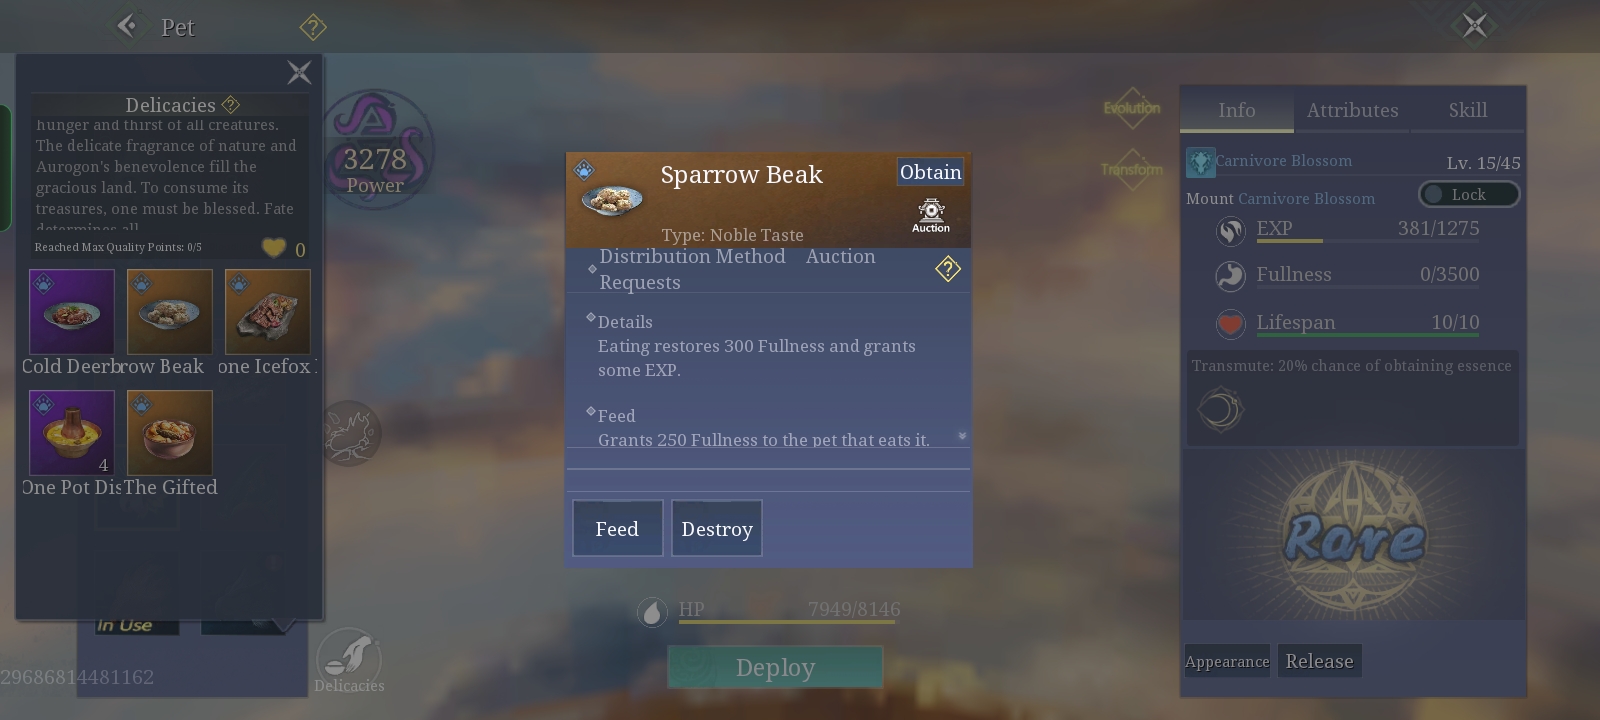 Pet
?
Delicacies ?
hunger and thirst of all creatures.
The delicate fragrance of nature and
Aurogon's benevolence fill the
gracious land. To consume its
treasures, one must be blessed. Fate
determines all.
Reached Max Quality Points: 0/5
0
Cold Deerb
row Beak
one Icefox
4
One Pot Dis
The Gifted
In Use
29686814481162
3278
Power
Delicacies
Sparrow Beak
Obtain
Auction
Type: Noble Taste
Distribution Method Auction
Requests
?
Details
Eating restores 300 Fullness and grants
some EXP.
Feed
Grants 250 Fullness to the pet that eats it.
Feed
Destroy
HP 7949/8146
Deploy
Evolution
Transform
Info
Attributes
Skill
Carnivore Blossom
Lv. 15/45
Mount Carnivore Blossom
Lock
EXP 381/1275
Fullness 0/3500
Lifespan 10/10
Transmute: 20% chance of obtaining essence
Rare
Appearance
Release